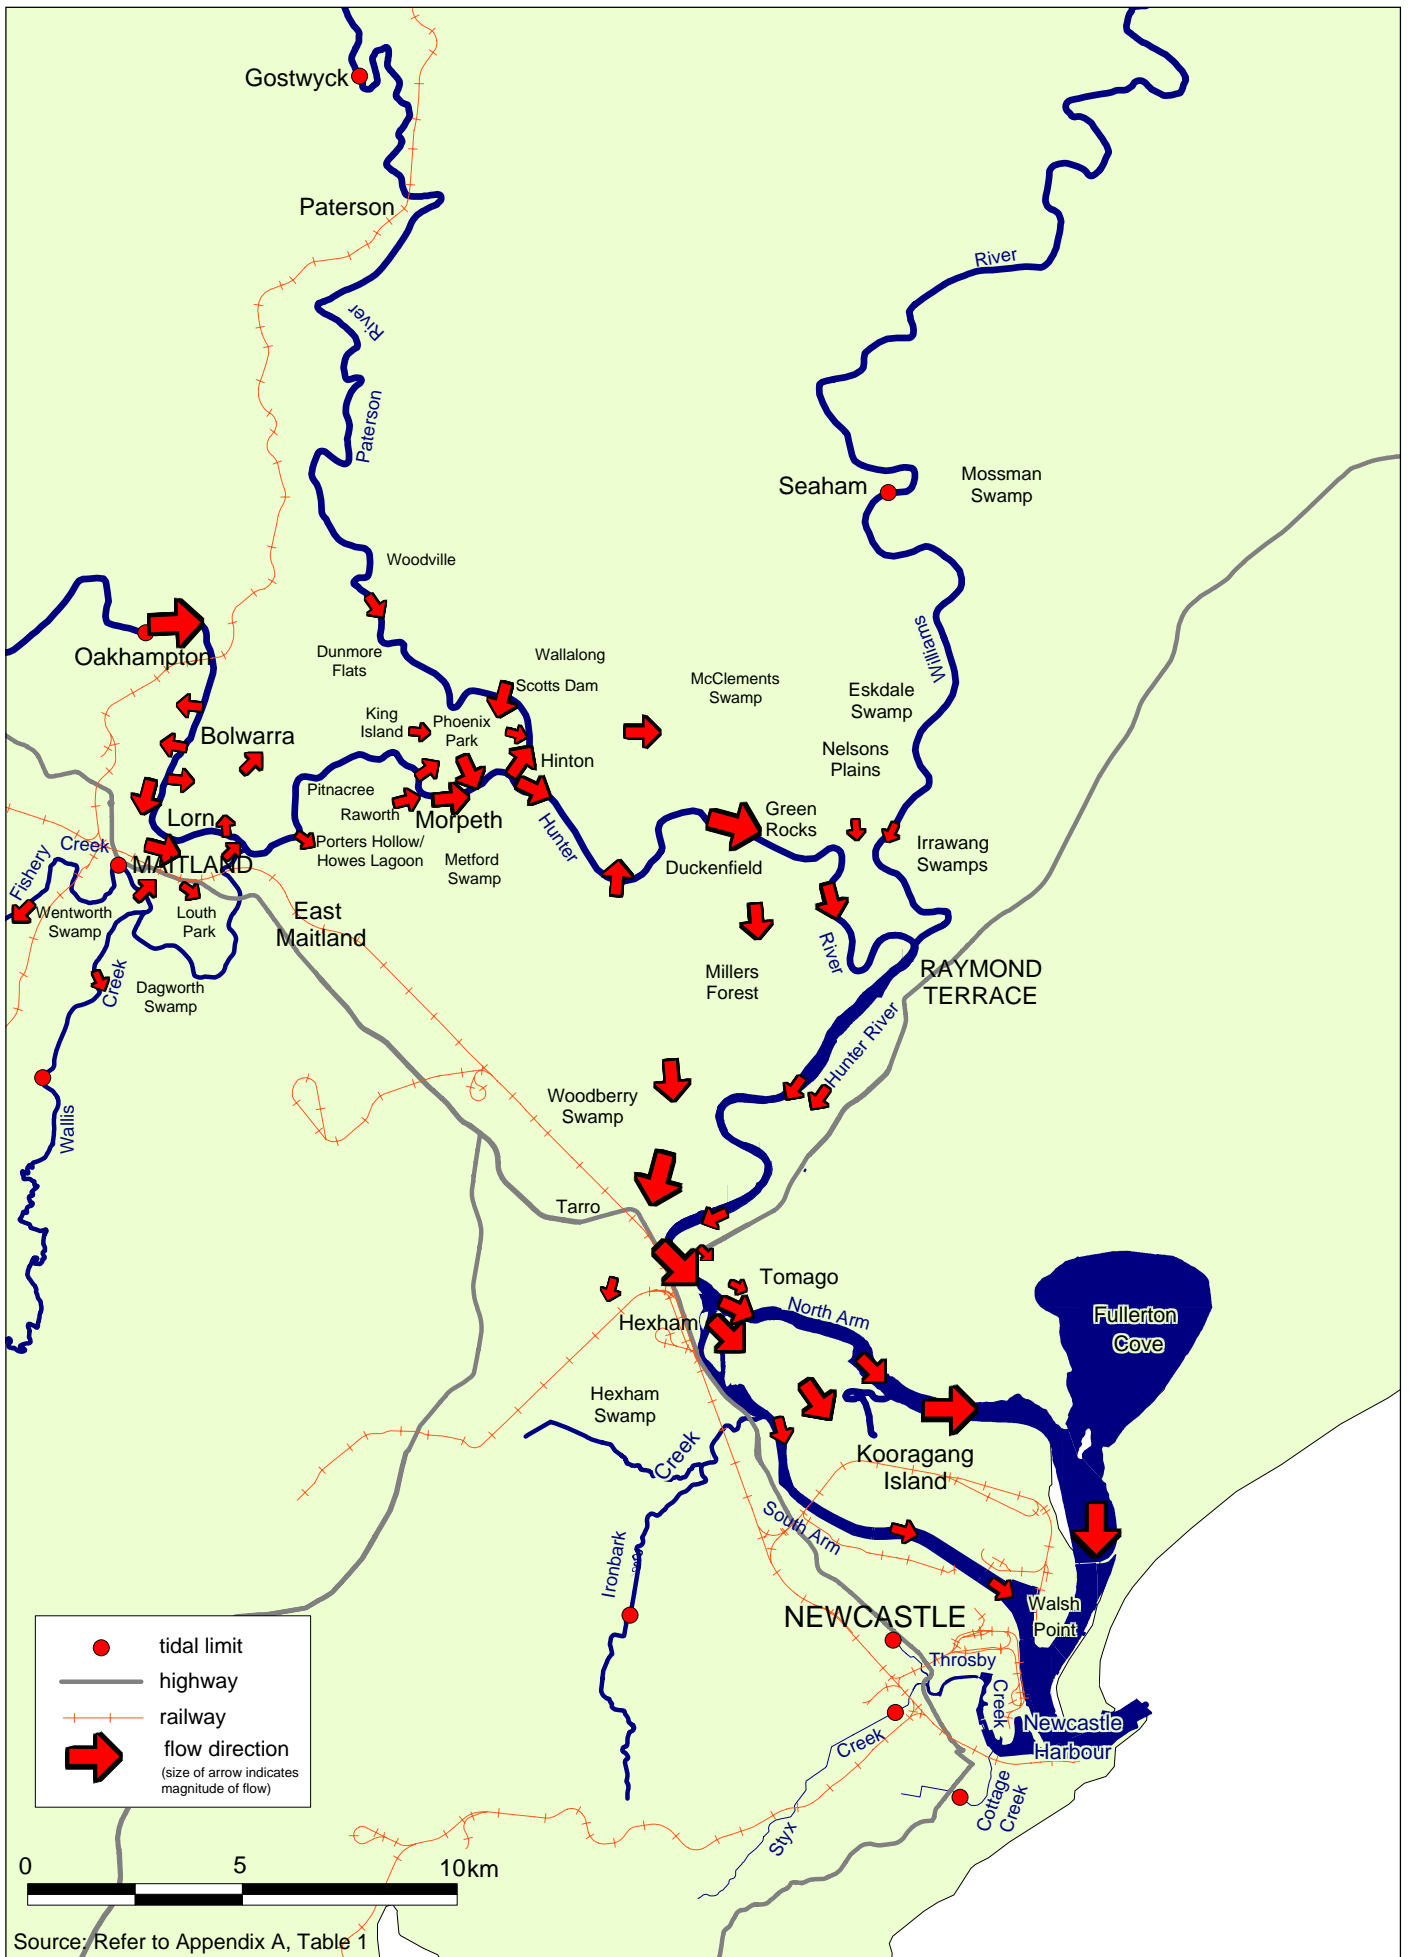 Gostwyck
Paterson
River
Paterson
River
Seaham
Mossman
Swamp
Woodville
Williams
Oakhampton
Dunmore
Flats
Wallalong
Scotts Dam
McClements
Swamp
Eskdale
Swamp
King
Island
Phoenix
Park
Bolwarra
Hinton
Nelsons
Plains
Pitnacree
Raworth
Morpeth
Hunter
Green
Rocks
Lorn
Porters Hollow/
Howes Lagoon
Metford
Swamp
Duckenfield
Irrawang
Swamps
Creek
Fishery
MAITLAND
Wentworth
Swamp
Louth
Park
East
Maitland
River
Creek
Dagworth
Swamp
Millers
Forest
RAYMOND
TERRACE
Hunter River
Wallis
Woodberry
Swamp
Tarro
Tomago
North Arm
Hexham
Fullerton
Cove
Hexham
Swamp
Creek
Kooragang
Island
South Arm
Ironbark
NEWCASTLE
Walsh
Point
Throsby
Creek
Newcastle
Harbour
Creek
Styx
Cottage
Creek
tidal limit
highway
railway
flow direction
(size of arrow indicates
magnitude of flow)
0 5 10km
Source: Refer to Appendix A, Table 1